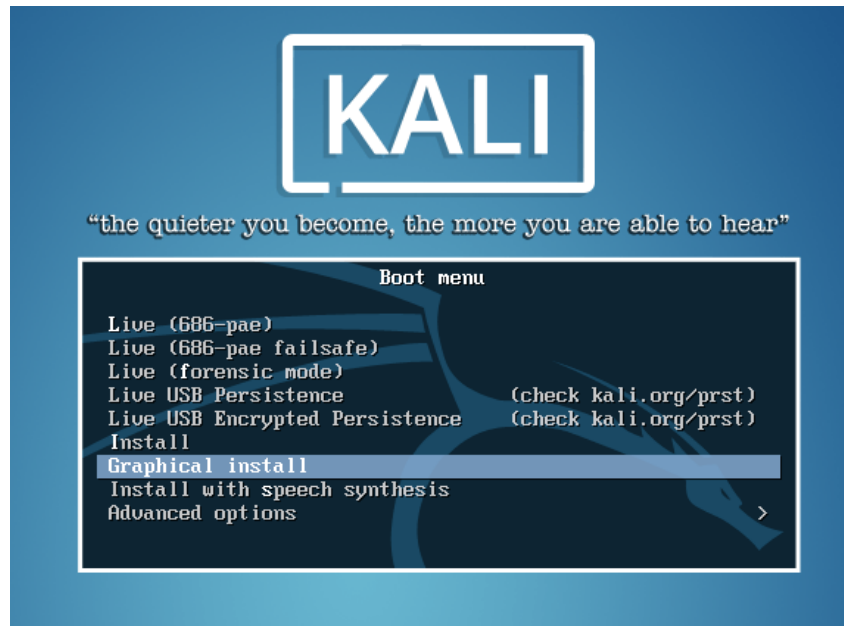 KALI
“the quieter you become, the more you are able to hear”
Boot menu
Live (686-pae)
Live (686-pae failsafe)
Live (forensic mode)
Live USB Persistence (check kali.org/prst)
Live USB Encrypted Persistence (check kali.org/prst)
Install
Graphical install
Install with speech synthesis
Advanced options >